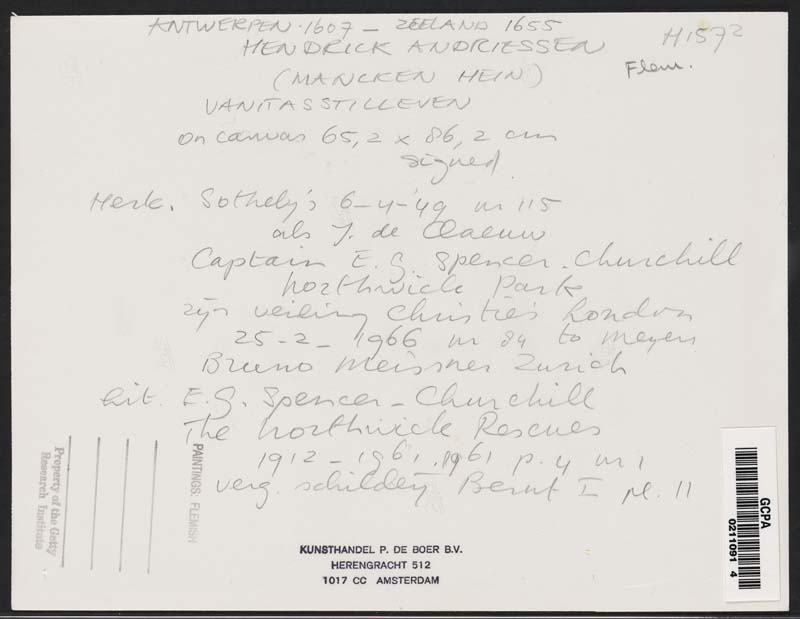 ANTWERPEN · 1607 – ZEELAND 1655
HENDRICK ANDRIESSEN
H1572
(MANCKEN HEIN)
Flem.
VANITASSTILLEVEN
on canvas 65,2 x 86,2 cm
signed
Herk. Sotheby's 6-4-'49 nr 115
als J. de Claeuw
Captain E.G. Spencer-Churchill
Northwick Park
zijn veiling Christie's London
25-2-1966 nr 84 to Meyers
Bruno Meissner Zurich
Lit. E.G. Spencer-Churchill
The Northwick Rescues
1912-1961, 1961 p. 4 nr 1
verg. schilderij Bernt I pl. 11
Property of the Getty
Research Institute
PAINTINGS: FLEMISH
KUNSTHANDEL P. DE BOER B.V.
HERENGRACHT 512
1017 CC AMSTERDAM
GCPA
0211091 4